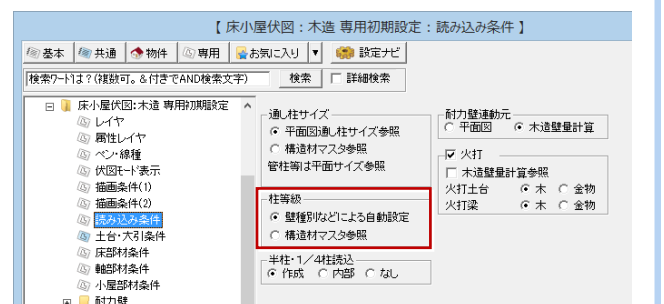 【 床小屋伏図：木造 専用初期設定：読み込み条件 】
基本 共通 物件 専用 お気に入り ▼ 設定ナビ
検索ワードは？(複数可。&付きでAND検索文字) 検索 詳細検索
床小屋伏図:木造 専用初期設定
レイヤ
属性レイヤ
ペン・線種
伏図モード表示
描画条件(1)
描画条件(2)
読み込み条件
土台・大引条件
床部材条件
軸部材条件
小屋部材条件
耐力壁
通し柱サイズ
平面図通し柱サイズ参照
構造材マスタ参照
管柱等は平面サイズ参照
柱等級
壁種別などによる自動設定
構造材マスタ参照
半柱・1／4柱読込
作成 内部 なし
耐力壁連動元
平面図 木造壁量計算
火打
木造壁量計算参照
火打土台 木 金物
火打梁 木 金物